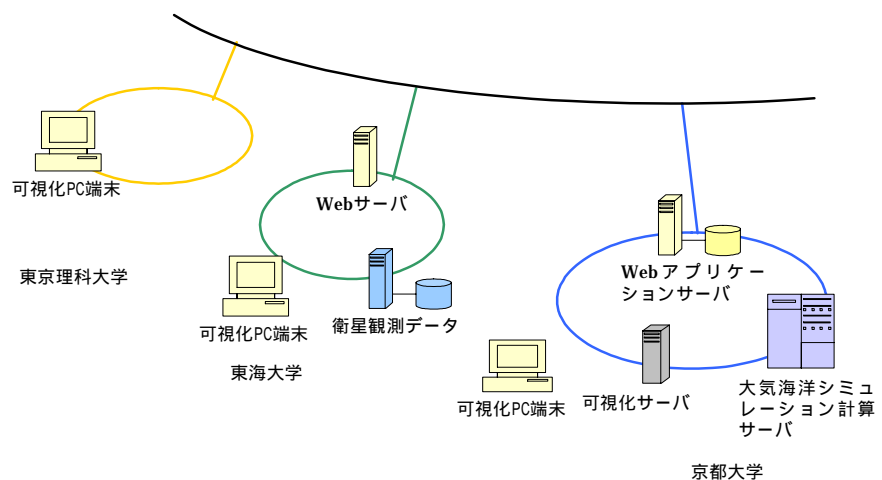 可視化PC端末
東京理科大学
Webサーバ
可視化PC端末
衛星観測データ
東海大学
Webアプリケー
ションサーバ
可視化PC端末
可視化サーバ
大気海洋シミュ
レーション計算
サーバ
京都大学